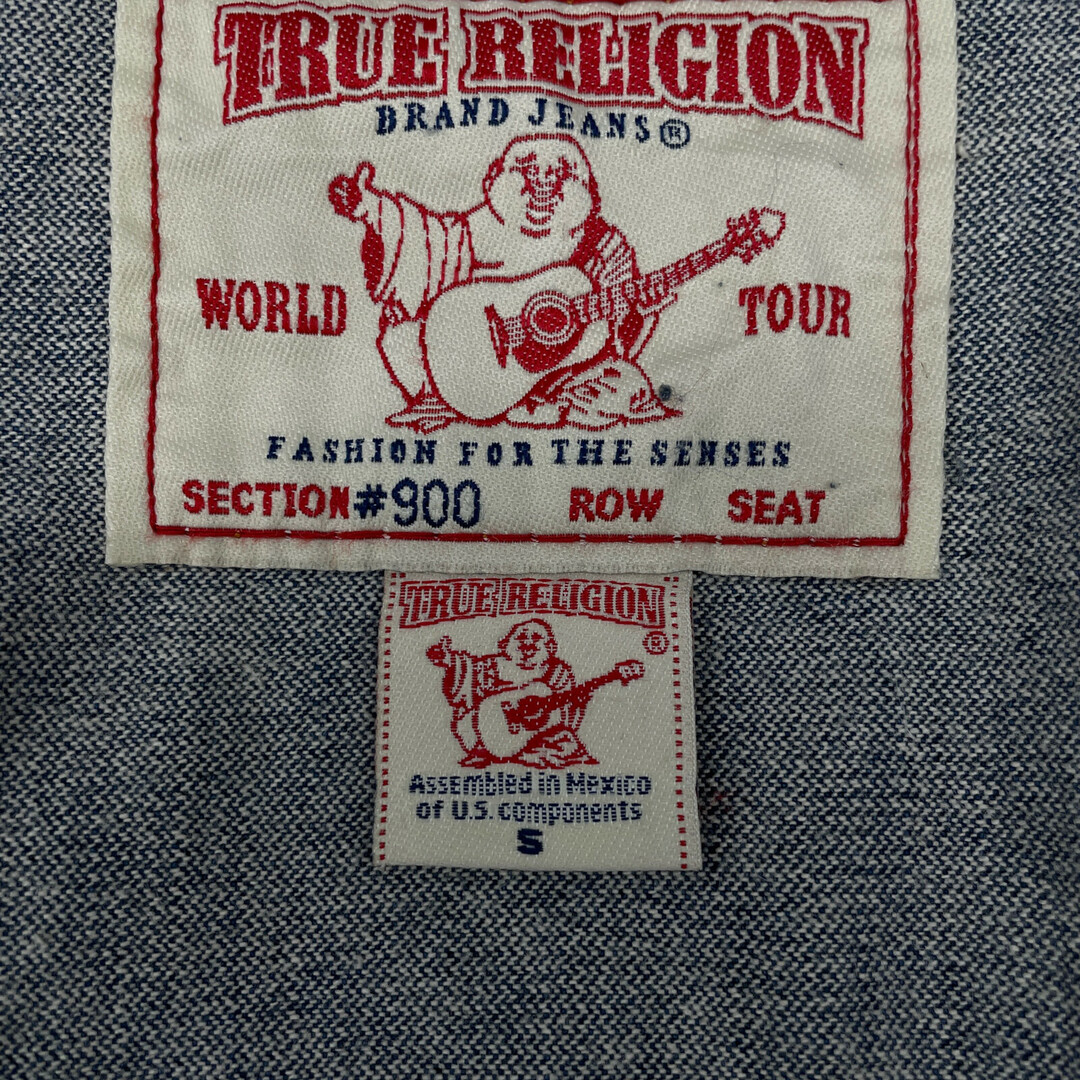 TRUE RELIGION
BRAND JEANS®
WORLD TOUR
FASHION FOR THE SENSES
SECTION #900 ROW SEAT
TRUE RELIGION
®
Assembled in Mexico
of U.S. components
S